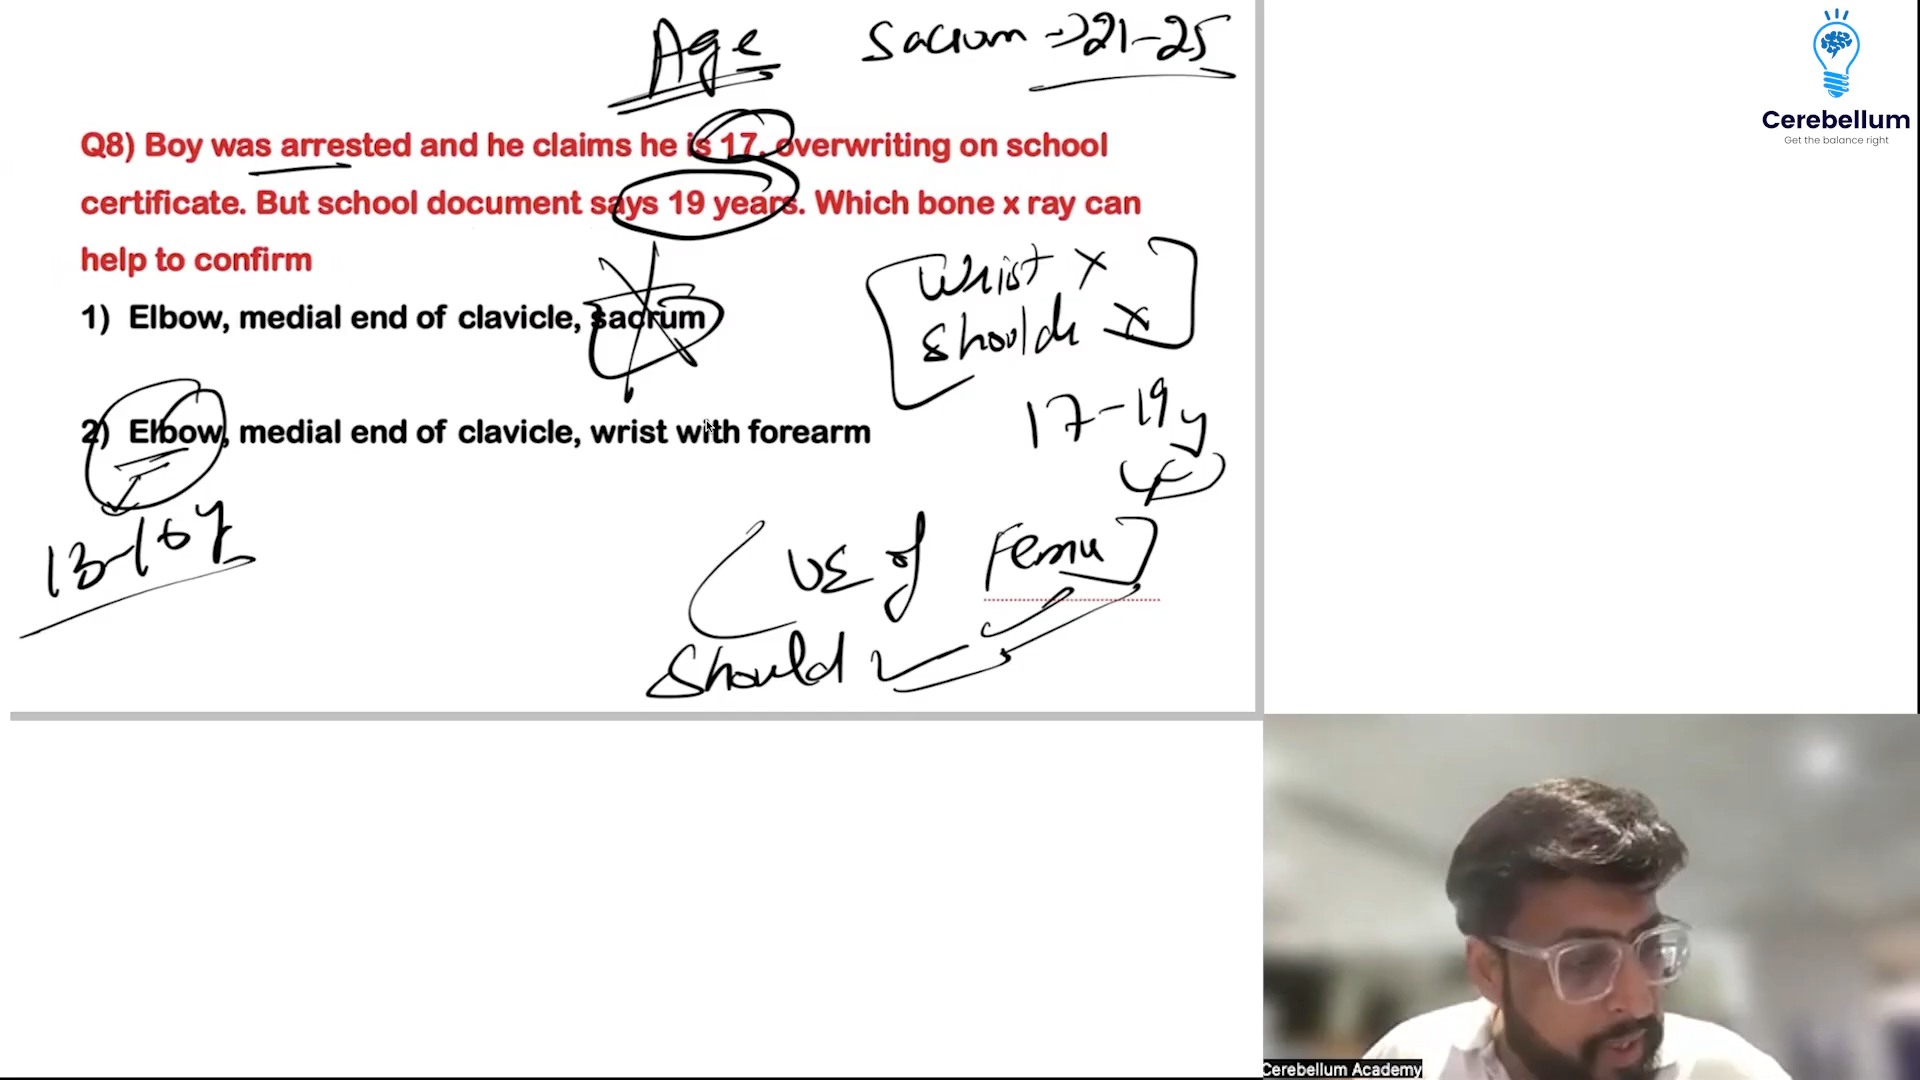 Age
Sacrum → 21-25
Cerebellum
Get the balance right
Q8) Boy was arrested and he claims he is 17. overwriting on school
certificate. But school document says 19 years. Which bone x ray can
help to confirm
1) Elbow, medial end of clavicle, sacrum
Wrist x
Shoulde x
2) Elbow, medial end of clavicle, wrist with forearm
17-19y
13-16y
UE of Femu
Should
Cerebellum Academy